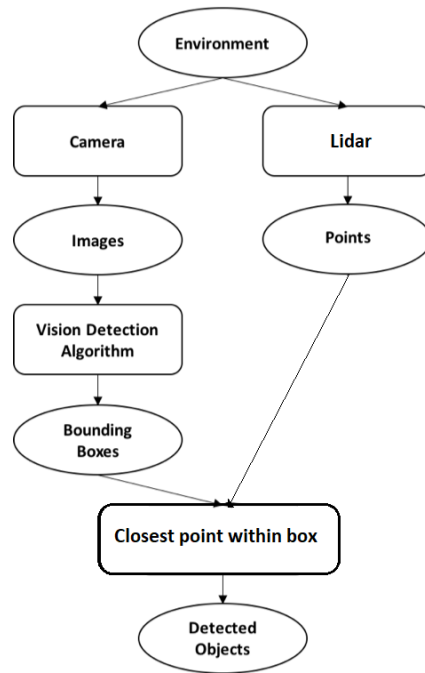 Environment
Camera
Lidar
Images
Points
Vision Detection
Algorithm
Bounding
Boxes
Closest point within box
Detected
Objects